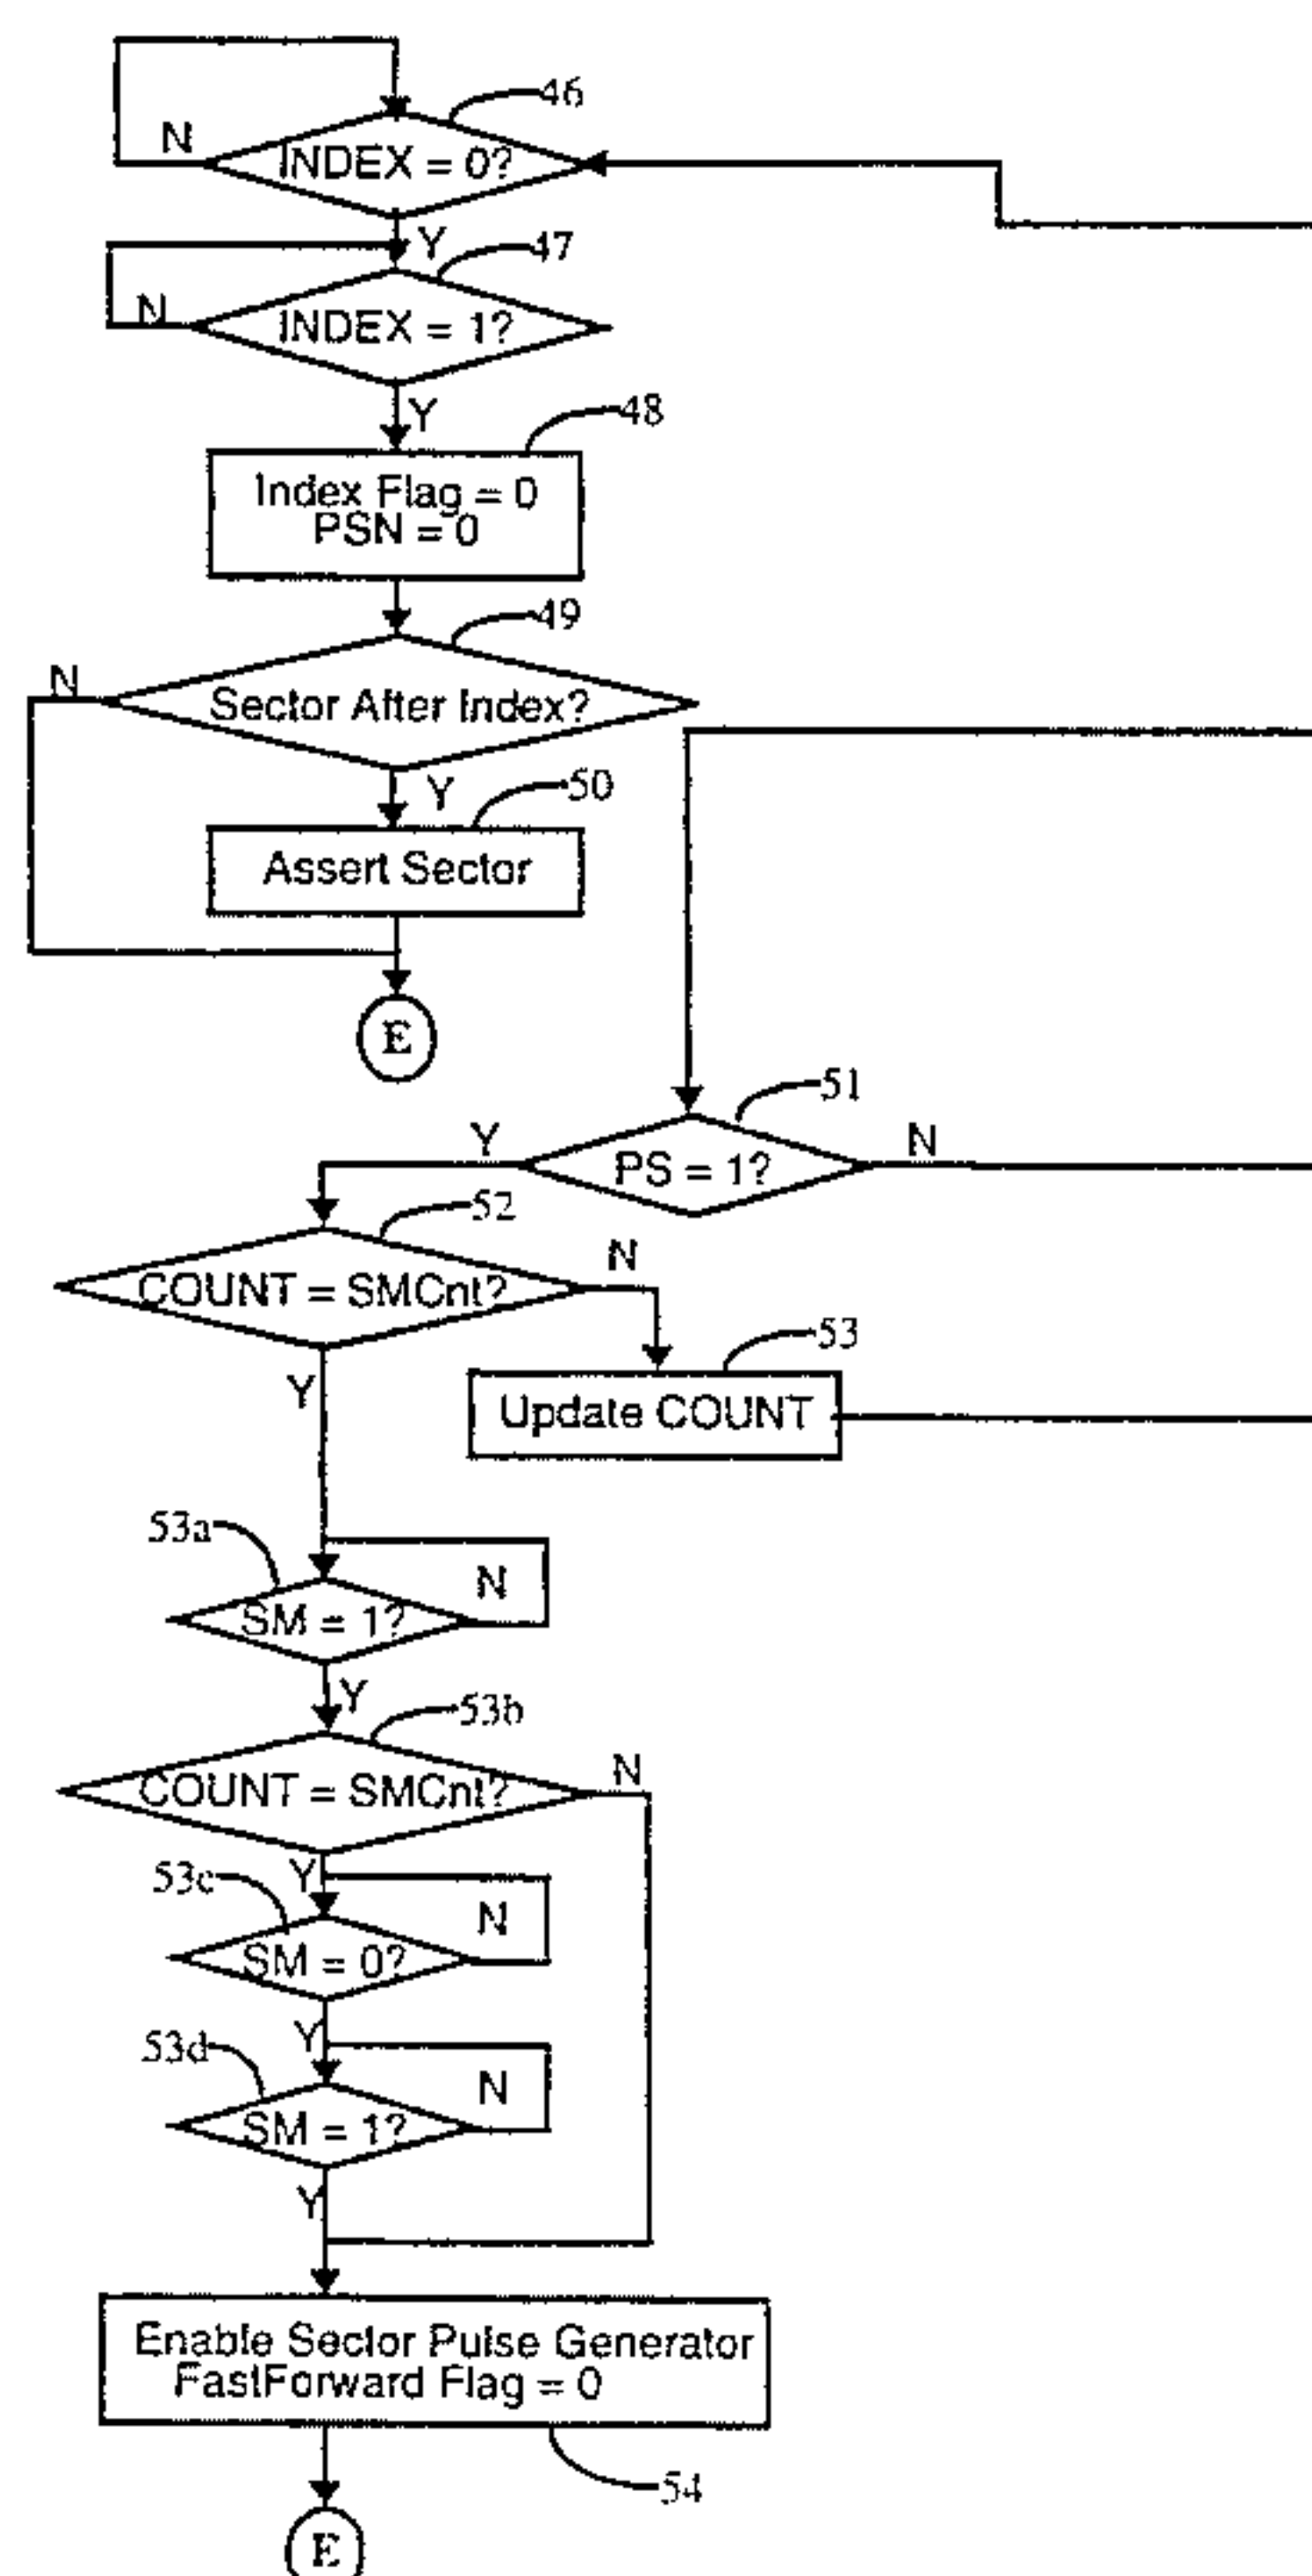 46
N
INDEX = 0?
Y
47
N
INDEX = 1?
Y
48
Index Flag = 0
PSN = 0
49
N
Sector After Index?
Y
50
Assert Sector
E
51
Y
PS = 1?
N
52
COUNT = SMCnt?
N
53
Y
Update COUNT
53a
N
SM = 1?
Y
53b
COUNT = SMCnt?
N
Y
53c
N
SM = 0?
Y
53d
N
SM = 1?
Y
Enable Sector Pulse Generator
FastForward Flag = 0
54
E